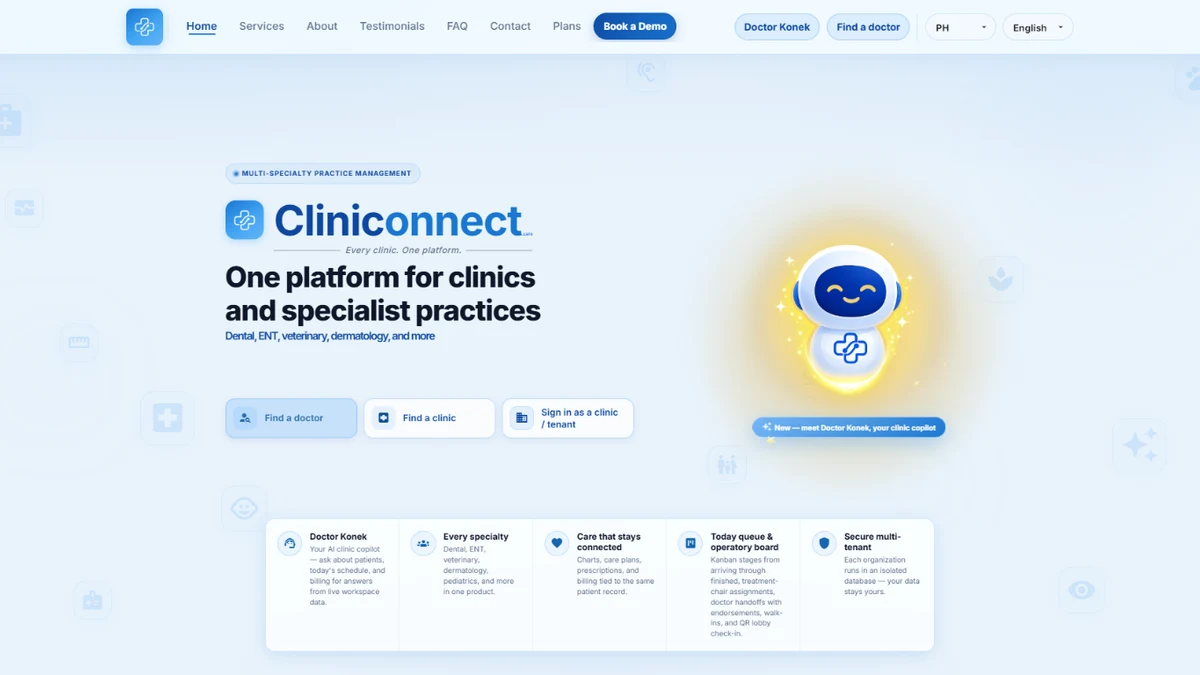 Home
Services
About
Testimonials
FAQ
Contact
Plans
Book a Demo
Doctor Konek
Find a doctor
PH
English
MULTI-SPECIALTY PRACTICE MANAGEMENT
Cliniconnect
Every clinic. One platform.
One platform for clinics
and specialist practices
Dental, ENT, veterinary, dermatology, and more
Find a doctor
Find a clinic
Sign in as a clinic
/ tenant
New — meet Doctor Konek, your clinic copilot
Doctor Konek
Your AI clinic copilot
— ask about patients,
today's schedule, and
billing for answers
from live workspace
data.
Every specialty
Dental, ENT,
veterinary,
dermatology,
pediatrics, and more
in one product.
Care that stays
connected
Charts, care plans,
prescriptions, and
billing tied to the same
patient record.
Today queue &
operatory board
Kanban stages from
arriving through
finished, treatment-
chair assignments,
doctor handoffs with
endorsements, walk-
ins, and QR lobby
check-in.
Secure multi-
tenant
Each organization
runs in an isolated
database — your data
stays yours.